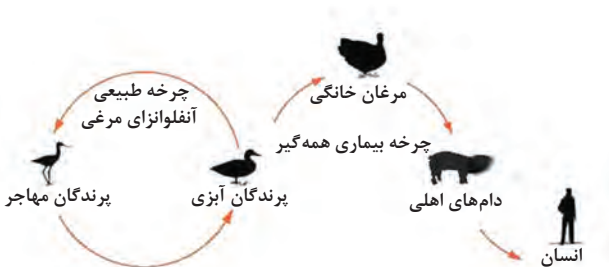 مرغان خانگی
چرخه طبیعی
آنفلوانزای مرغی
چرخه بیماری همه‌گیر
پرندگان مهاجر
پرندگان آبزی
دام‌های اهلی
انسان